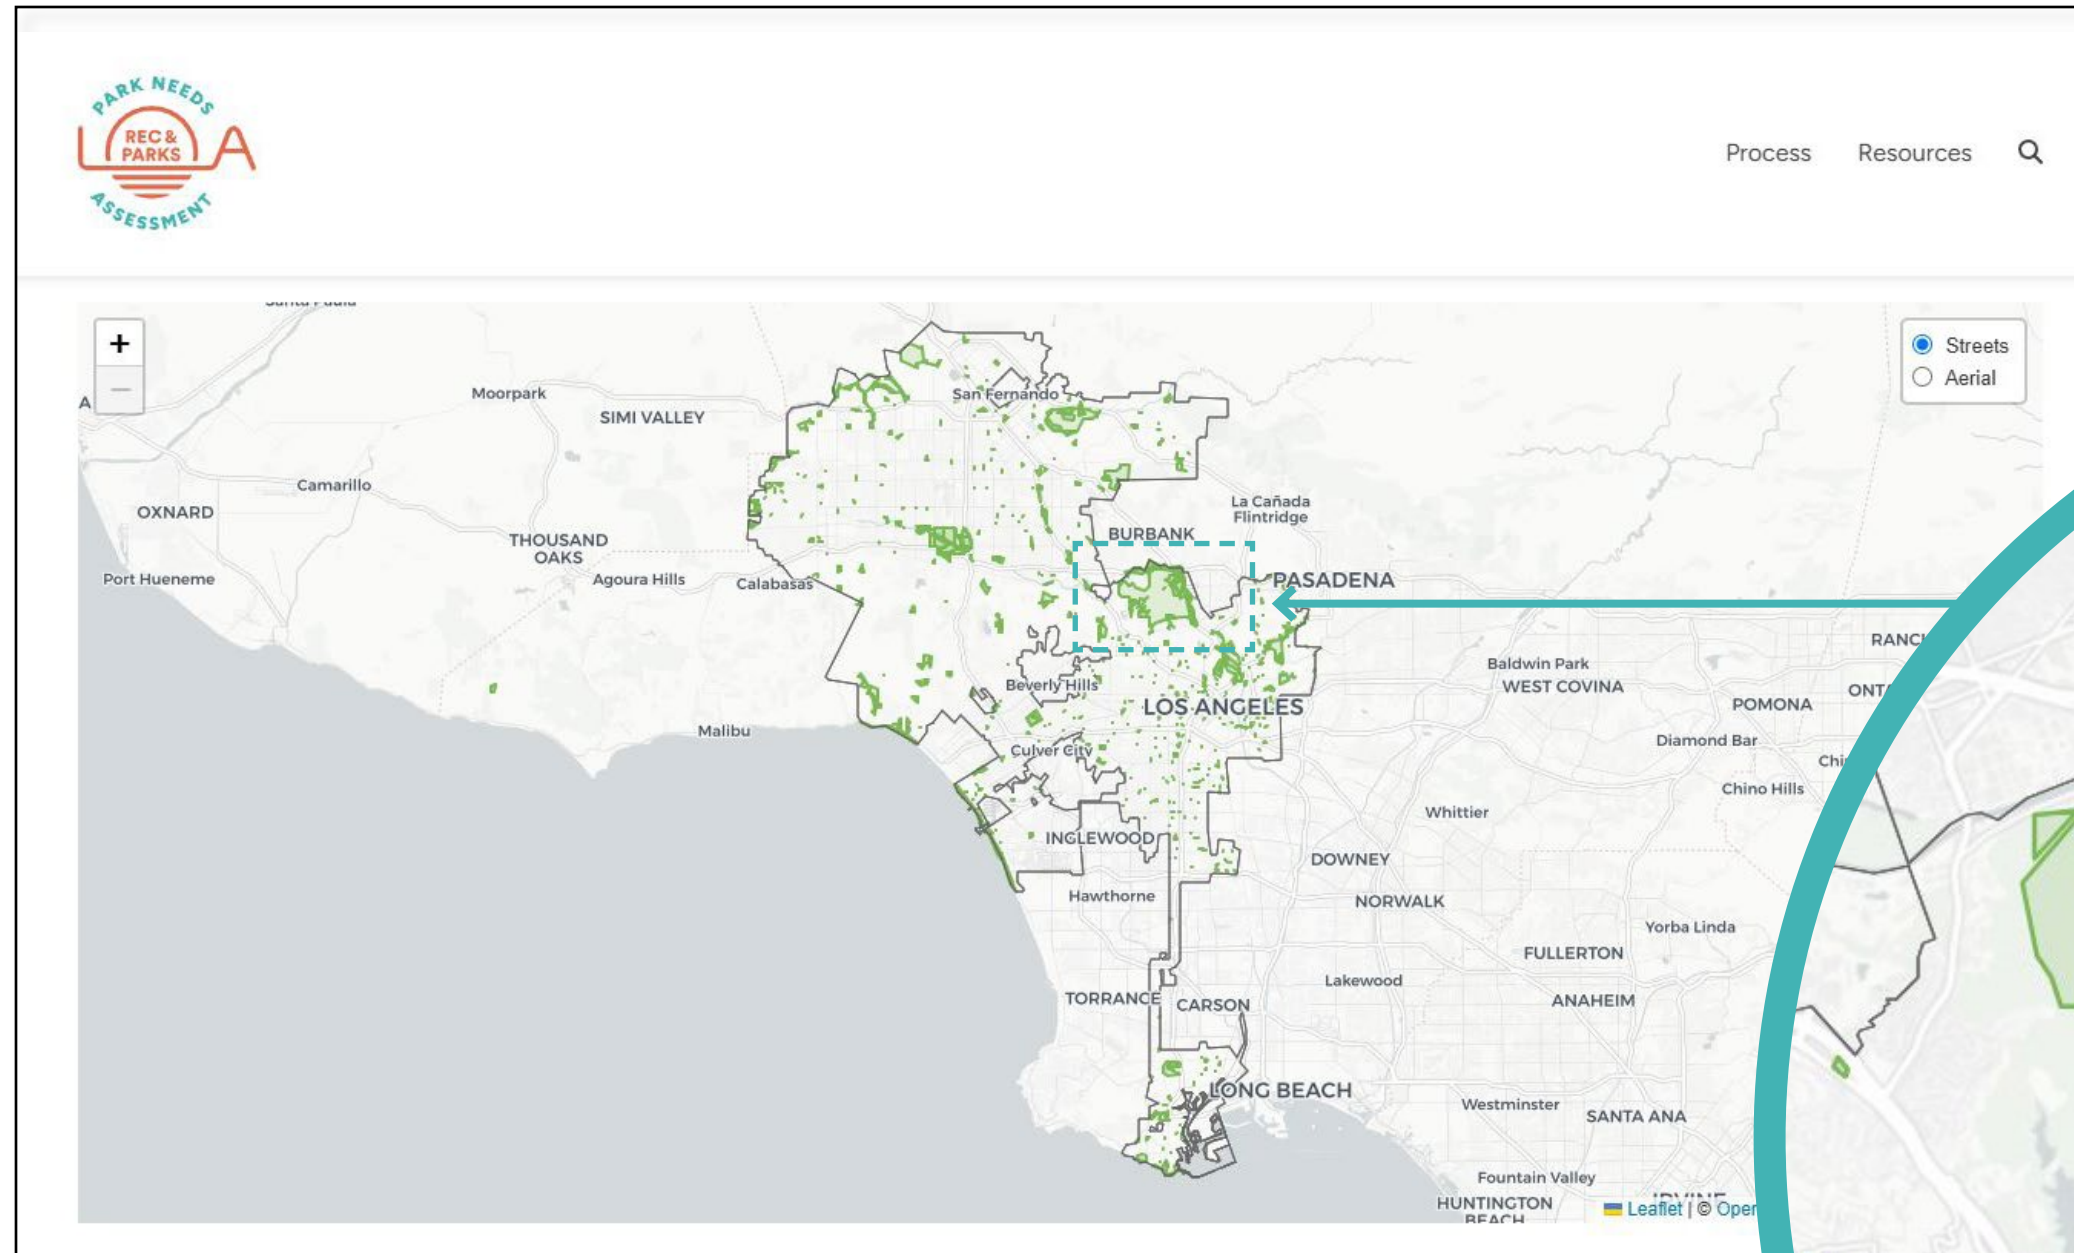 PARK NEEDS
L A
REC &
PARKS
ASSESSMENT
Process Resources
+
−
Streets
Aerial
Moorpark
SIMI VALLEY
San Fernando
Camarillo
OXNARD
La Cañada
Flintridge
BURBANK
THOUSAND
OAKS
Port Hueneme
Agoura Hills
Calabasas
PASADENA
Baldwin Park
WEST COVINA
Beverly Hills
LOS ANGELES
POMONA
Malibu
Culver City
Diamond Bar
Chino Hills
Whittier
INGLEWOOD
DOWNEY
Hawthorne
NORWALK
Yorba Linda
FULLERTON
Lakewood
TORRANCE
CARSON
ANAHEIM
LONG BEACH
Westminster
SANTA ANA
Fountain Valley
HUNTINGTON
BEACH
Leaflet | © Open